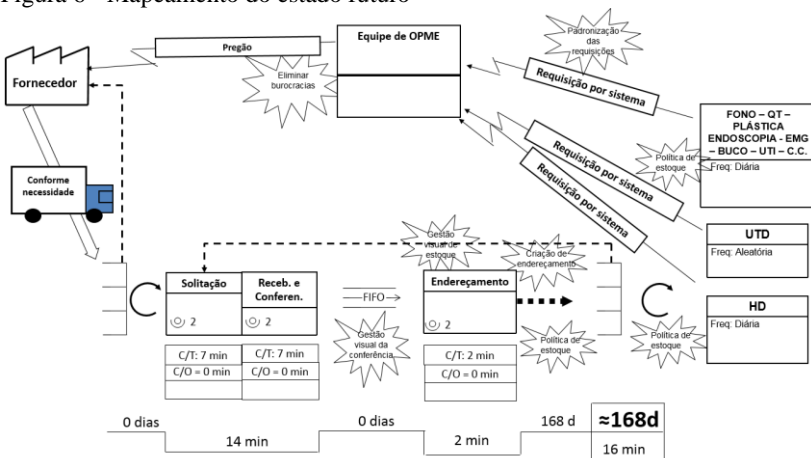 Figura 8 - Mapeamento do estado futuro
Fornecedor
Pregão
Eliminar
burocracias
Equipe de OPME
Padronização
das
requisições
Requisição por sistema
Requisição por sistema
Requisição por sistema
FONO – QT –
PLÁSTICA
ENDOSCOPIA - EMG
– BUCO – UTI – C.C.
Freq: Diária
Política de
estoque
UTD
Freq: Aleatória
HD
Freq: Diária
Política de
estoque
Conforme
necessidade
Gestão
visual de
estoque
Criação de
endereçamento
Solitação
2
Receb. e
Conferen.
2
FIFO
Gestão
visual da
conferência
Endereçamento
2
Política de
estoque
C/T: 7 min
C/O = 0 min
C/T: 7 min
C/O = 0 min
C/T: 2 min
C/O = 0 min
0 dias
14 min
0 dias
2 min
168 d
≈168d
16 min